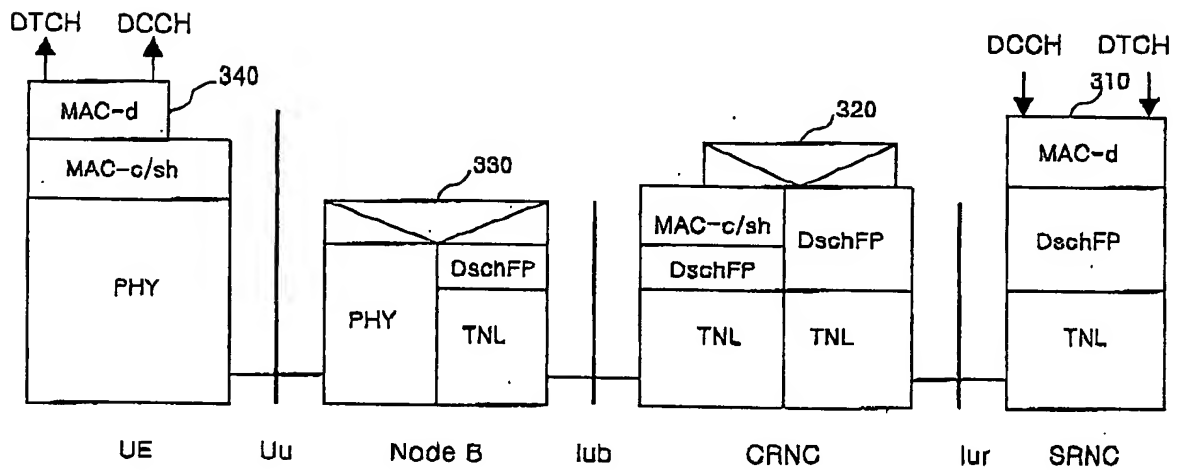 DTCH DCCH
340
MAC-d
MAC-c/sh
PHY
330
DschFP
PHY
TNL
320
MAC-c/sh
DschFP
DschFP
TNL
TNL
DCCH DTCH
310
MAC-d
DschFP
TNL
UE Uu Node B Iub CRNC Iur SRNC